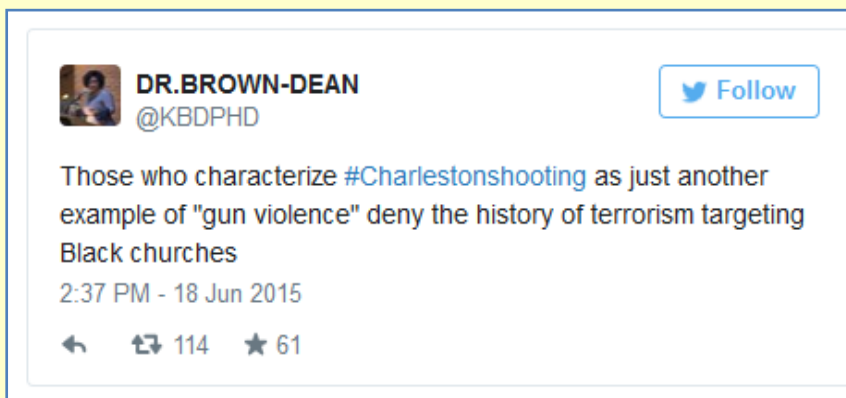 DR.BROWN-DEAN
@KBDPHD
Follow
Those who characterize #Charlestonshooting as just another
example of "gun violence" deny the history of terrorism targeting
Black churches
2:37 PM - 18 Jun 2015
114 61